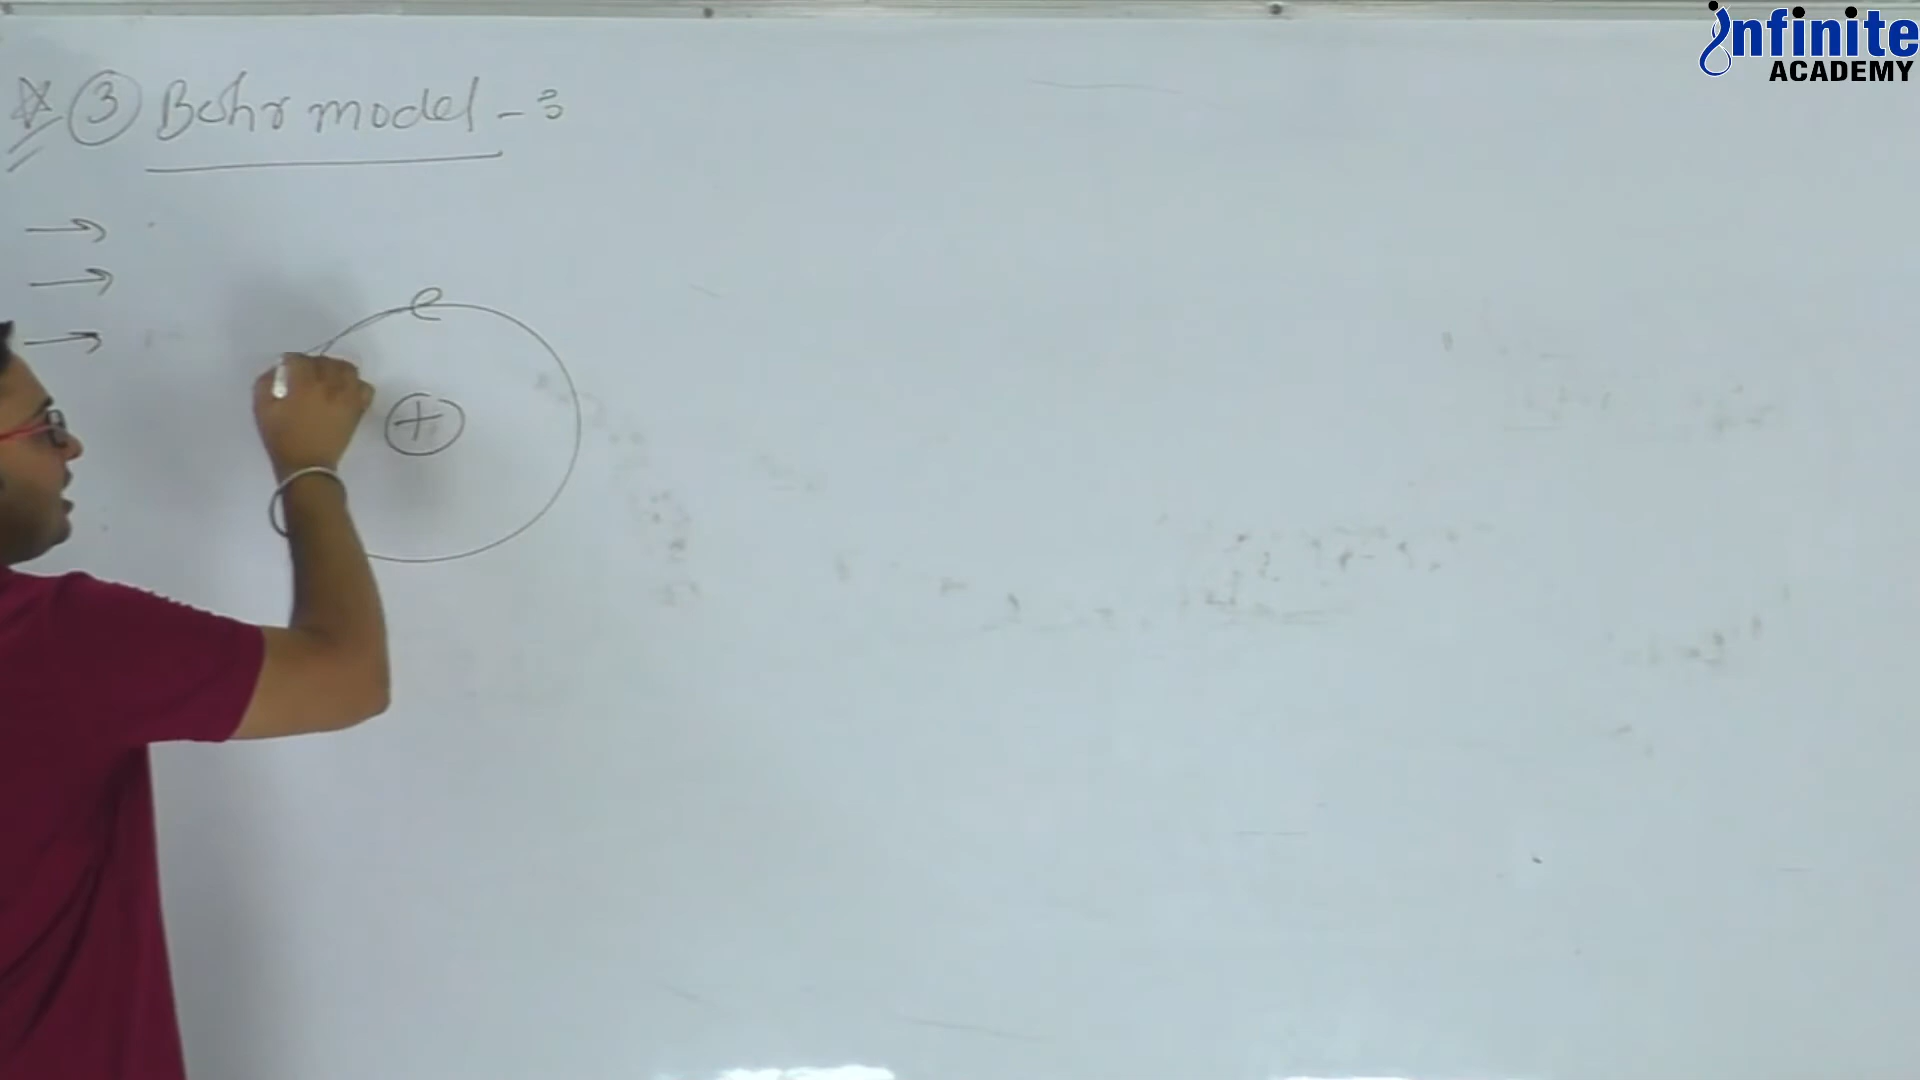 ③ Bohr model -
→
→
→
e
+
infinite
ACADEMY